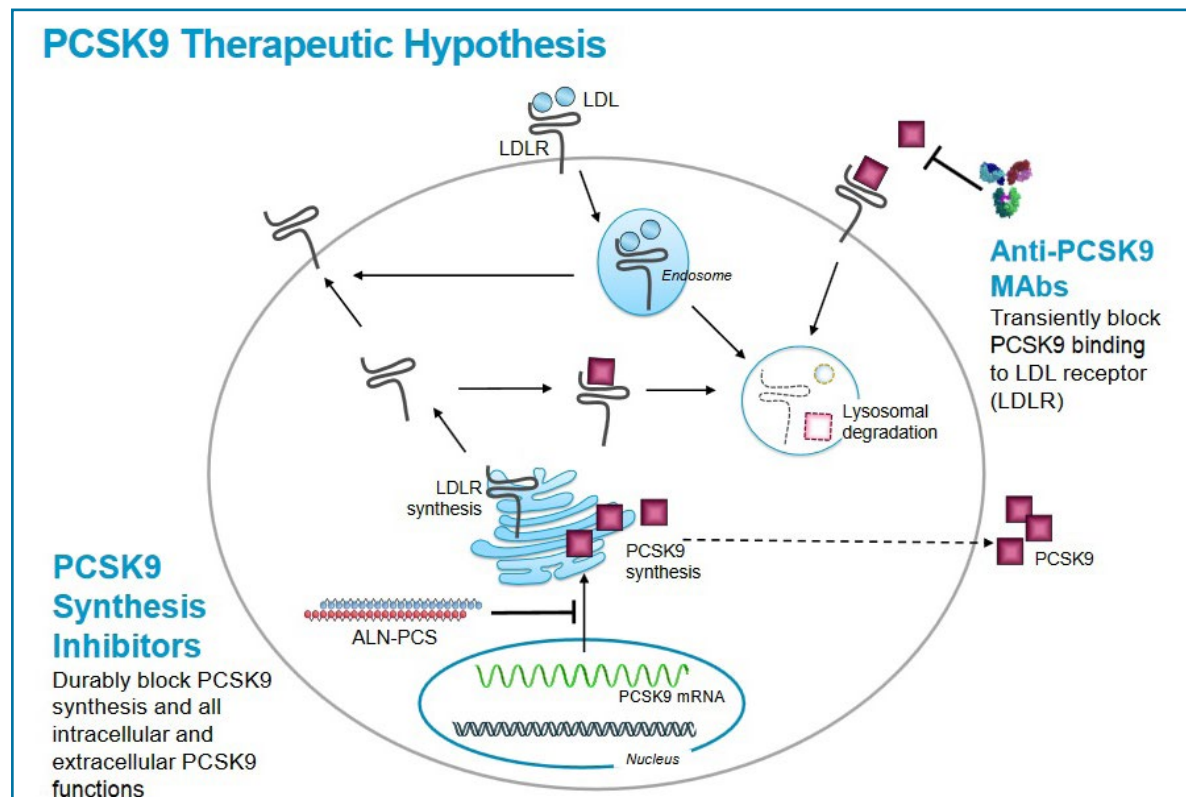 PCSK9 Therapeutic Hypothesis
LDL
LDLR
Endosome
Anti-PCSK9
MAbs
Transiently block
PCSK9 binding
to LDL receptor
(LDLR)
Lysosomal
degradation
LDLR
synthesis
PCSK9
synthesis
PCSK9
PCSK9
Synthesis
Inhibitors
Durably block PCSK9
synthesis and all
intracellular and
extracellular PCSK9
functions
ALN-PCS
PCSK9 mRNA
Nucleus